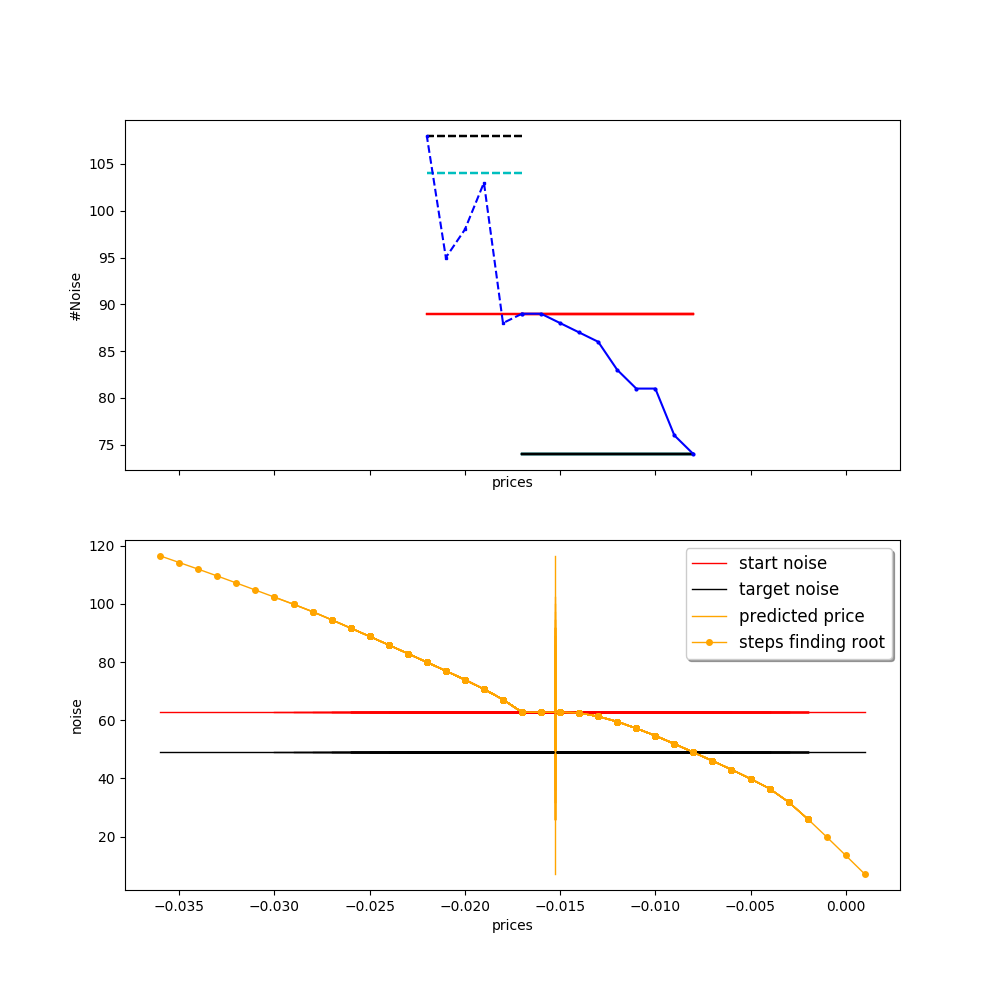 105
100
95
90
85
80
75
#Noise
prices
120
100
80
60
40
20
noise
start noise
target noise
predicted price
steps finding root
−0.035 −0.030 −0.025 −0.020 −0.015 −0.010 −0.005 0.000
prices